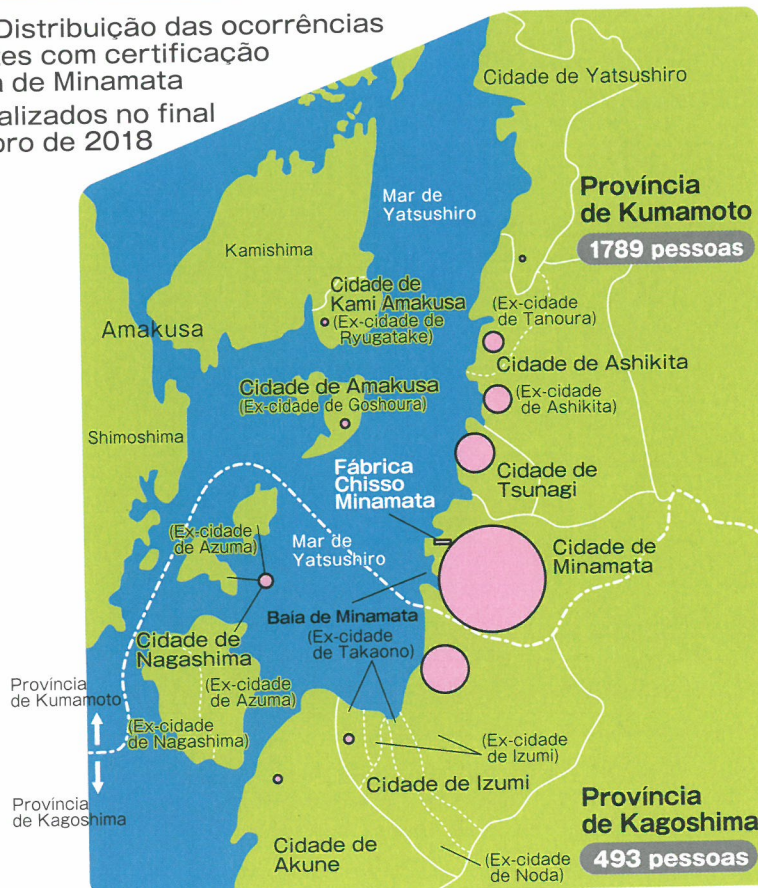 Distribuição das ocorrências
com certificação
de Minamata
no final
de 2018
Cidade de Yatsushiro
Mar de
Yatsushiro
Província
de Kumamoto
1789 pessoas
Kamishima
Cidade de
Kami Amakusa
(Ex-cidade de
Ryugatake)
(Ex-cidade
de Tanoura)
Amakusa
Cidade de Ashikita
Cidade de Amakusa
(Ex-cidade de Goshoura)
(Ex-cidade
de Ashikita)
Shimoshima
Fábrica
Chisso
Minamata
Cidade de
Tsunagi
(Ex-cidade
de Azuma)
Mar de
Yatsushiro
Cidade de
Minamata
Baía de Minamata
(Ex-cidade
de Takaono)
Cidade de
Nagashima
Província
de Kumamoto
(Ex-cidade
de Azuma)
(Ex-cidade
de Nagashima)
(Ex-cidade
de Izumi)
Cidade de Izumi
Província
de Kagoshima
Província
de Kagoshima
493 pessoas
Cidade de
Akune
(Ex-cidade
de Noda)